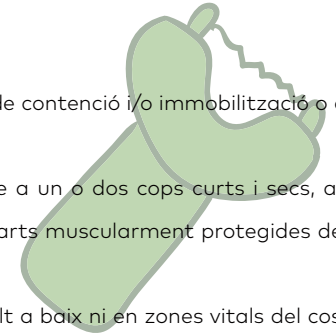 de contenció i/o immobilització o
e a un o dos cops curts i secs, a
arts muscularment protegides de
lt a baix ni en zones vitals del cos